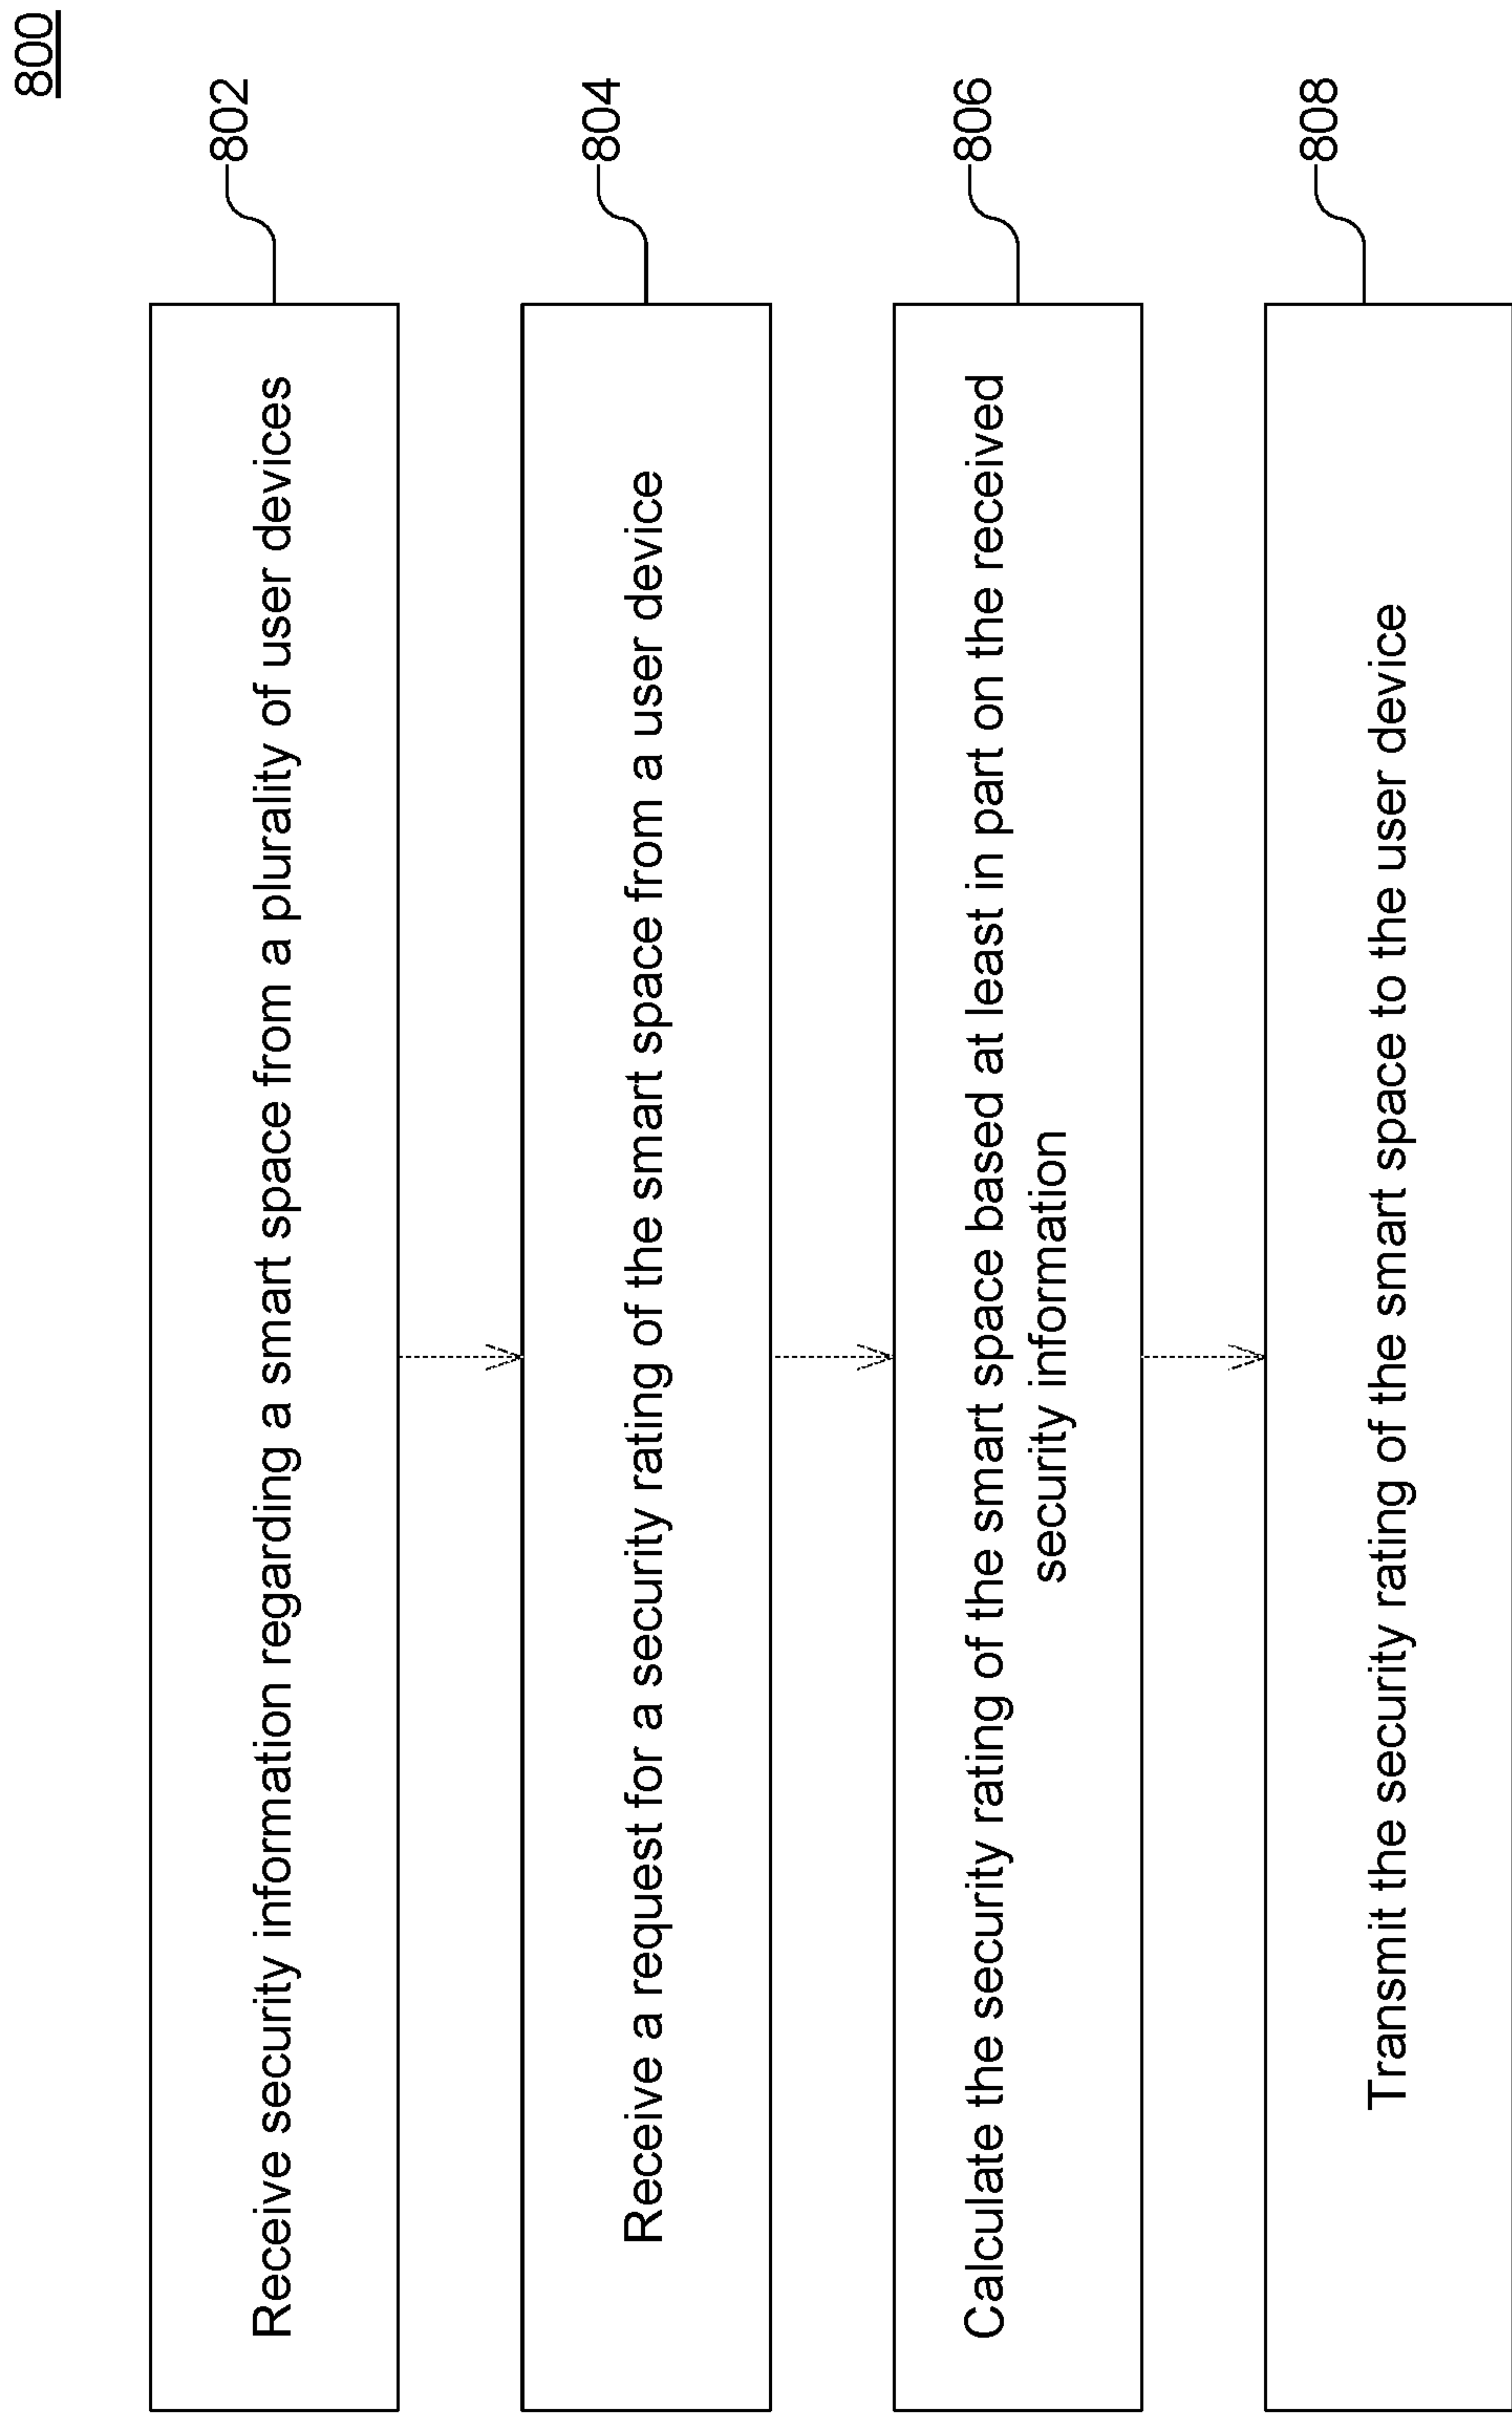 800
Receive security information regarding a smart space from a plurality of user devices
802
Receive a request for a security rating of the smart space from a user device
804
Calculate the security rating of the smart space based at least in part on the received
security information
806
Transmit the security rating of the smart space to the user device
808